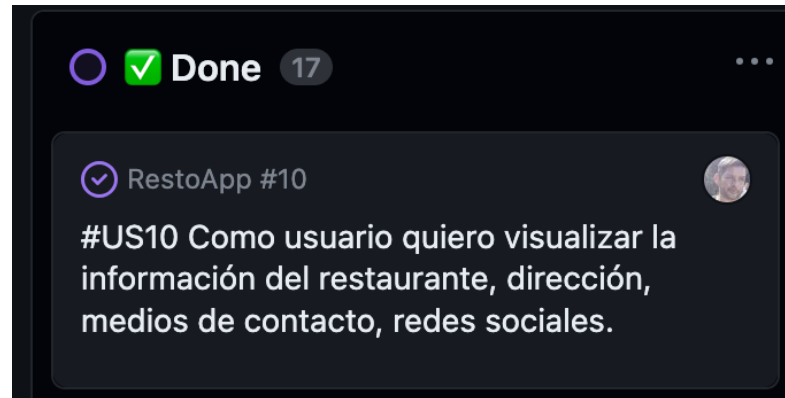 ✅ Done 17
RestoApp #10
#US10 Como usuario quiero visualizar la
información del restaurante, dirección,
medios de contacto, redes sociales.